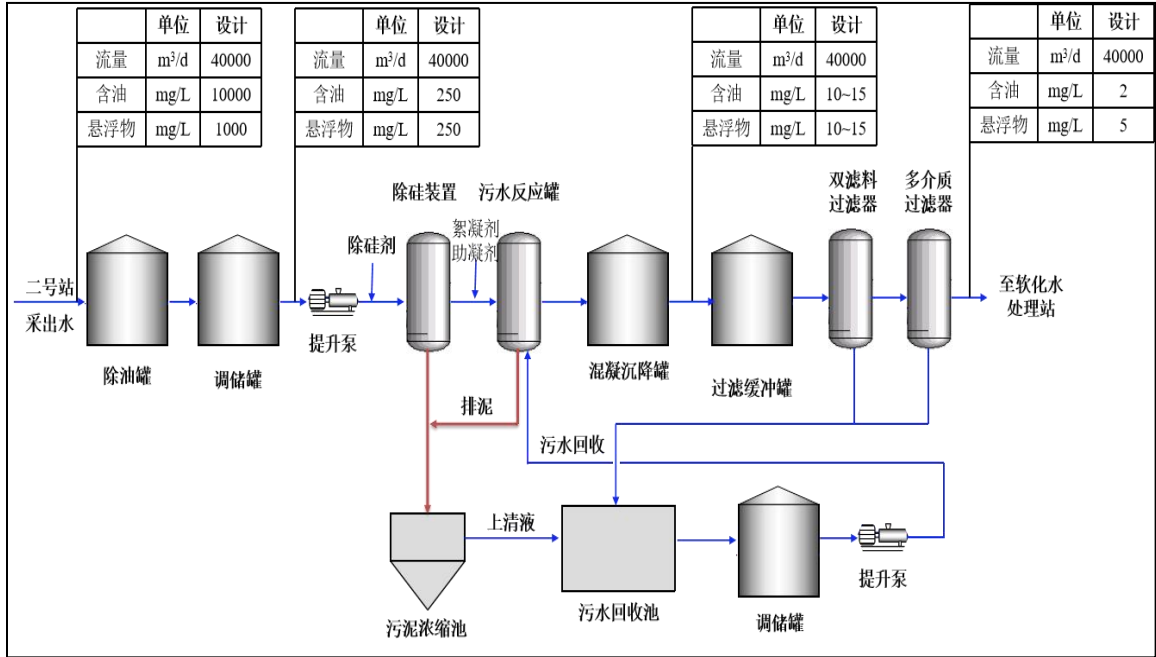 单位 设计
流量 m³/d 40000
含油 mg/L 10000
悬浮物 mg/L 1000
单位 设计
流量 m³/d 40000
含油 mg/L 250
悬浮物 mg/L 250
单位 设计
流量 m³/d 40000
含油 mg/L 10~15
悬浮物 mg/L 10~15
单位 设计
流量 m³/d 40000
含油 mg/L 2
悬浮物 mg/L 5
二号站
采出水
除油罐
调储罐
提升泵
除硅剂
除硅装置
絮凝剂
助凝剂
污水反应罐
混凝沉降罐
过滤缓冲罐
双滤料
过滤器
多介质
过滤器
至软化水
处理站
排泥
污水回收
上清液
污泥浓缩池
污水回收池
调储罐
提升泵